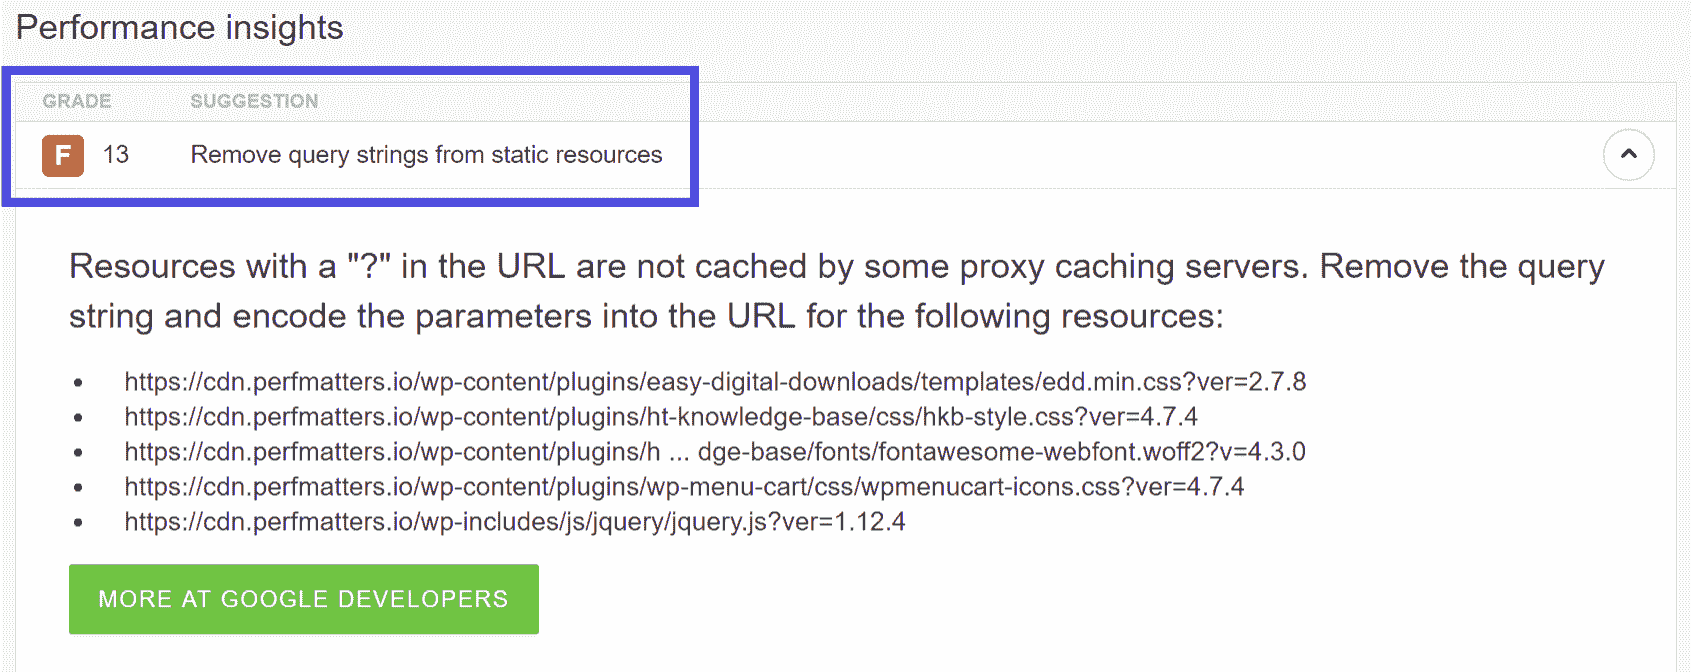 Performance insights
GRADE SUGGESTION
F 13 Remove query strings from static resources
Resources with a "?" in the URL are not cached by some proxy caching servers. Remove the query
string and encode the parameters into the URL for the following resources:
• https://cdn.perfmatters.io/wp-content/plugins/easy-digital-downloads/templates/edd.min.css?ver=2.7.8
• https://cdn.perfmatters.io/wp-content/plugins/ht-knowledge-base/css/hkb-style.css?ver=4.7.4
• https://cdn.perfmatters.io/wp-content/plugins/h ... dge-base/fonts/fontawesome-webfont.woff2?v=4.3.0
• https://cdn.perfmatters.io/wp-content/plugins/wp-menu-cart/css/wpmenucart-icons.css?ver=4.7.4
• https://cdn.perfmatters.io/wp-includes/js/jquery/jquery.js?ver=1.12.4
MORE AT GOOGLE DEVELOPERS